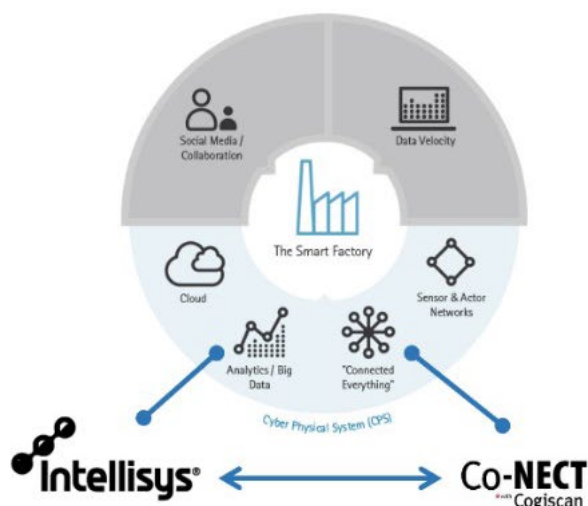 Social Media /
Collaboration
Data Velocity
The Smart Factory
Cloud
Sensor & Actor
Networks
Analytics / Big
Data
"Connected
Everything"
Cyber Physical System (CPS)
Intellisys®
Co-NECT
with
Cogiscan